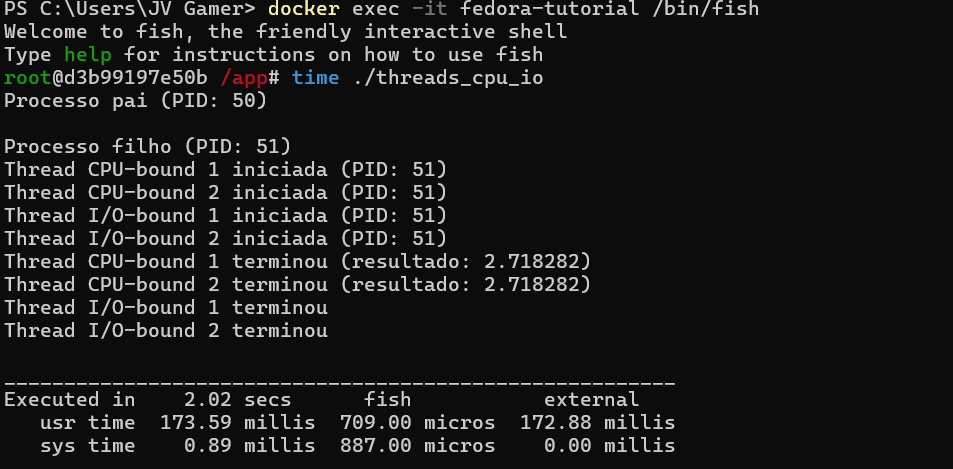 PS C:\Users\JV Gamer> docker exec -it fedora-tutorial /bin/fish
Welcome to fish, the friendly interactive shell
Type help for instructions on how to use fish
root@d3b99197e50b /app# time ./threads_cpu_io
Processo pai (PID: 50)
Processo filho (PID: 51)
Thread CPU-bound 1 iniciada (PID: 51)
Thread CPU-bound 2 iniciada (PID: 51)
Thread I/O-bound 1 iniciada (PID: 51)
Thread I/O-bound 2 iniciada (PID: 51)
Thread CPU-bound 1 terminou (resultado: 2.718282)
Thread CPU-bound 2 terminou (resultado: 2.718282)
Thread I/O-bound 1 terminou
Thread I/O-bound 2 terminou
________________________________________________________
Executed in    2.02 secs      fish           external
   usr time  173.59 millis  709.00 micros  172.88 millis
   sys time    0.89 millis  887.00 micros    0.00 millis